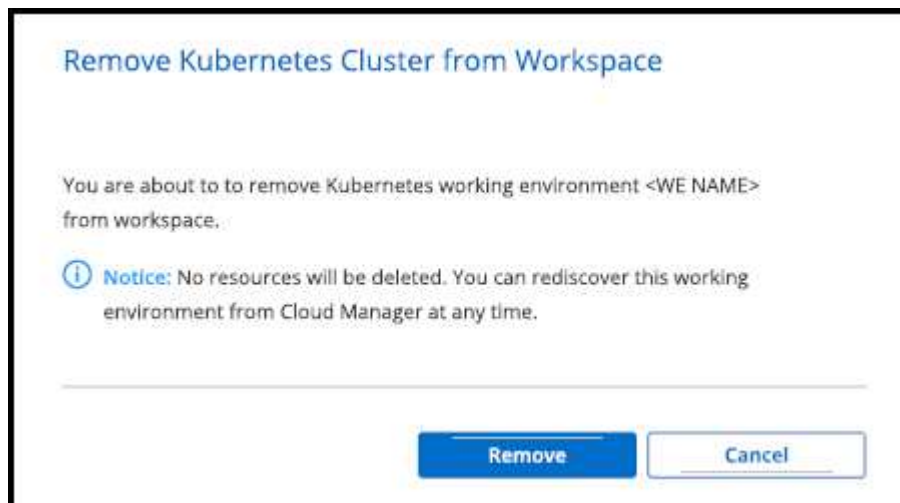 Remove Kubernetes Cluster from Workspace
You are about to to remove Kubernetes working environment <WE NAME>
from workspace.
Notice: No resources will be deleted. You can rediscover this working
environment from Cloud Manager at any time.
Remove
Cancel